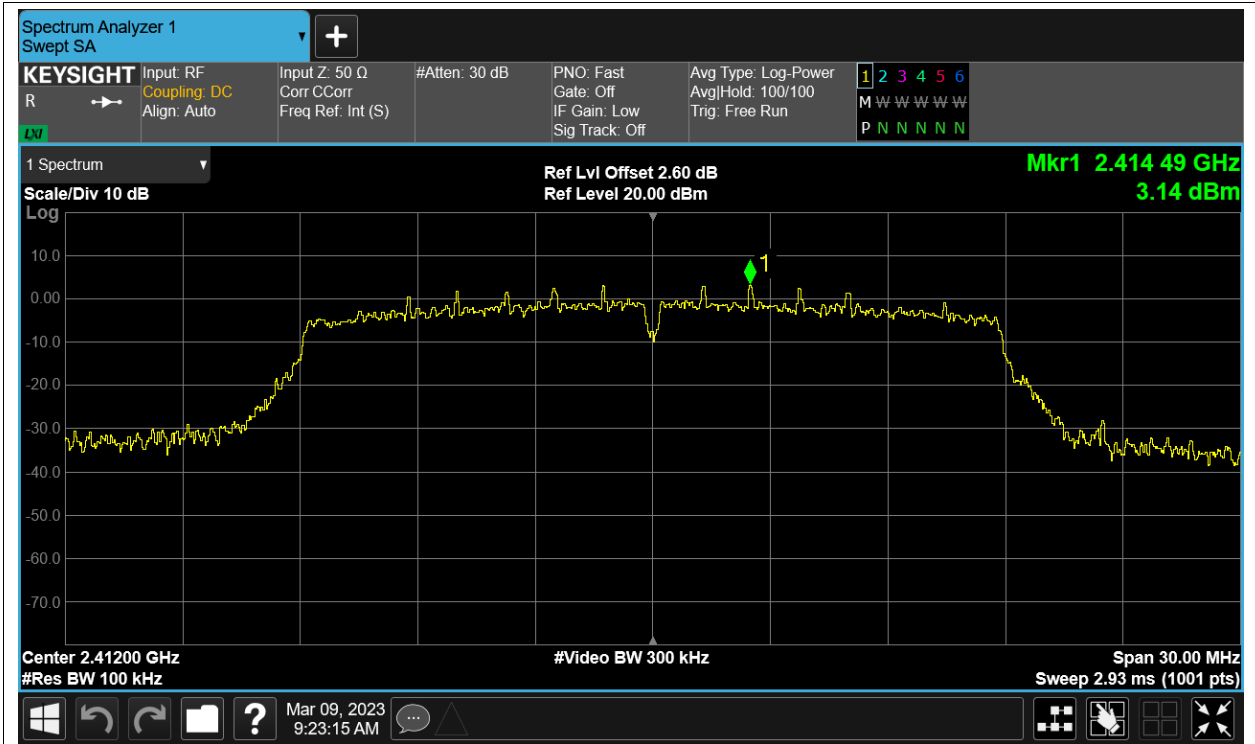 Spectrum Analyzer 1
Swept SA
+
KEYSIGHT
R
LXI
Input: RF
Coupling: DC
Align: Auto
Input Z: 50 Ω
Corr CCorr
Freq Ref: Int (S)
#Atten: 30 dB
PNO: Fast
Gate: Off
IF Gain: Low
Sig Track: Off
Avg Type: Log-Power
Avg|Hold: 100/100
Trig: Free Run
1 2 3 4 5 6
M W W W W W
P N N N N N
1 Spectrum
Scale/Div 10 dB
Log
Ref Lvl Offset 2.60 dB
Ref Level 20.00 dBm
Mkr1 2.414 49 GHz
3.14 dBm
10.0
1
0.00
-10.0
-20.0
-30.0
-40.0
-50.0
-60.0
-70.0
Center 2.41200 GHz
#Res BW 100 kHz
#Video BW 300 kHz
Span 30.00 MHz
Sweep 2.93 ms (1001 pts)
?
Mar 09, 2023
9:23:15 AM